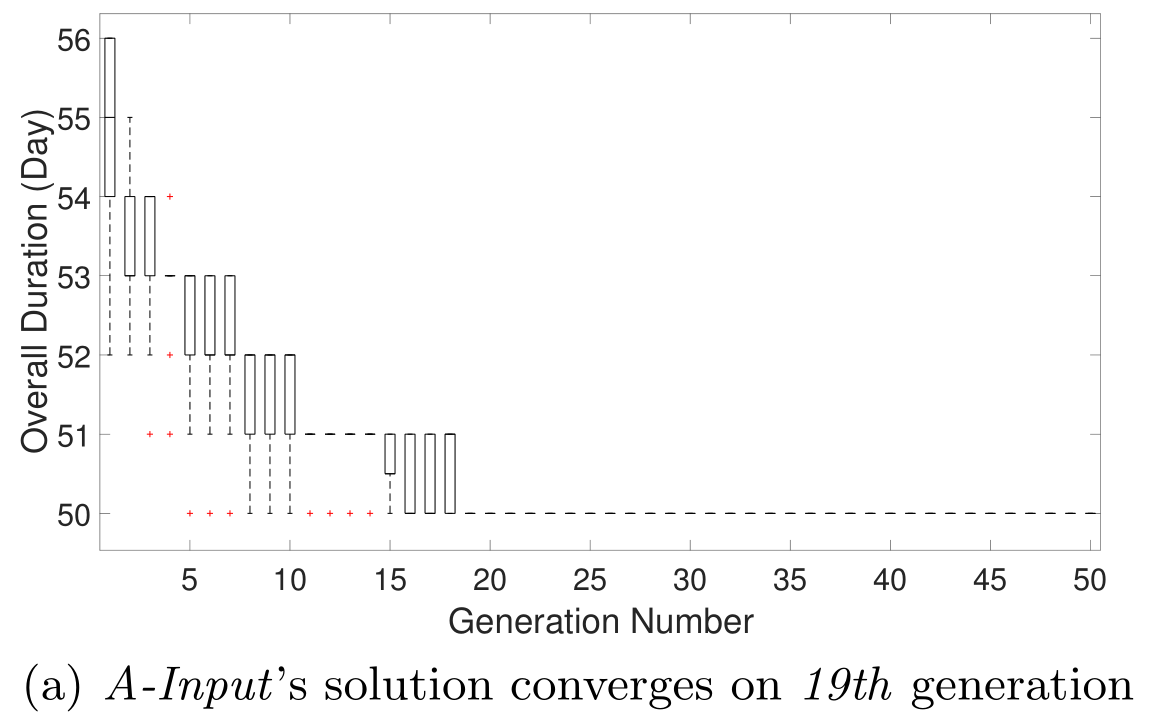 56
55
54
53
52
51
50
Overall Duration (Day)
5 10 15 20 25 30 35 40 45 50
Generation Number
(a) A-Input's solution converges on 19th generation